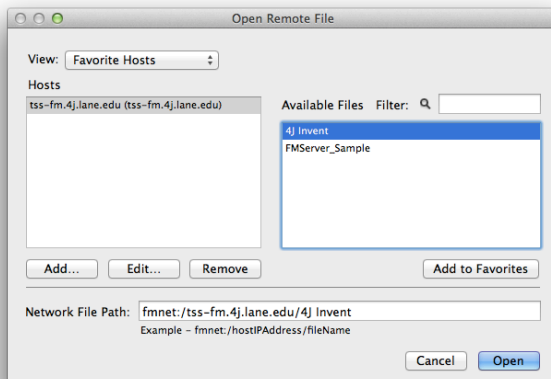 Open Remote File
View: Favorite Hosts
Hosts
tss-fm.4j.lane.edu (tss-fm.4j.lane.edu)
Available Files Filter:
4J Invent
FMServer_Sample
Add... Edit... Remove Add to Favorites
Network File Path: fmnet:/tss-fm.4j.lane.edu/4J Invent
Example - fmnet:/hostIPAddress/fileName
Cancel Open